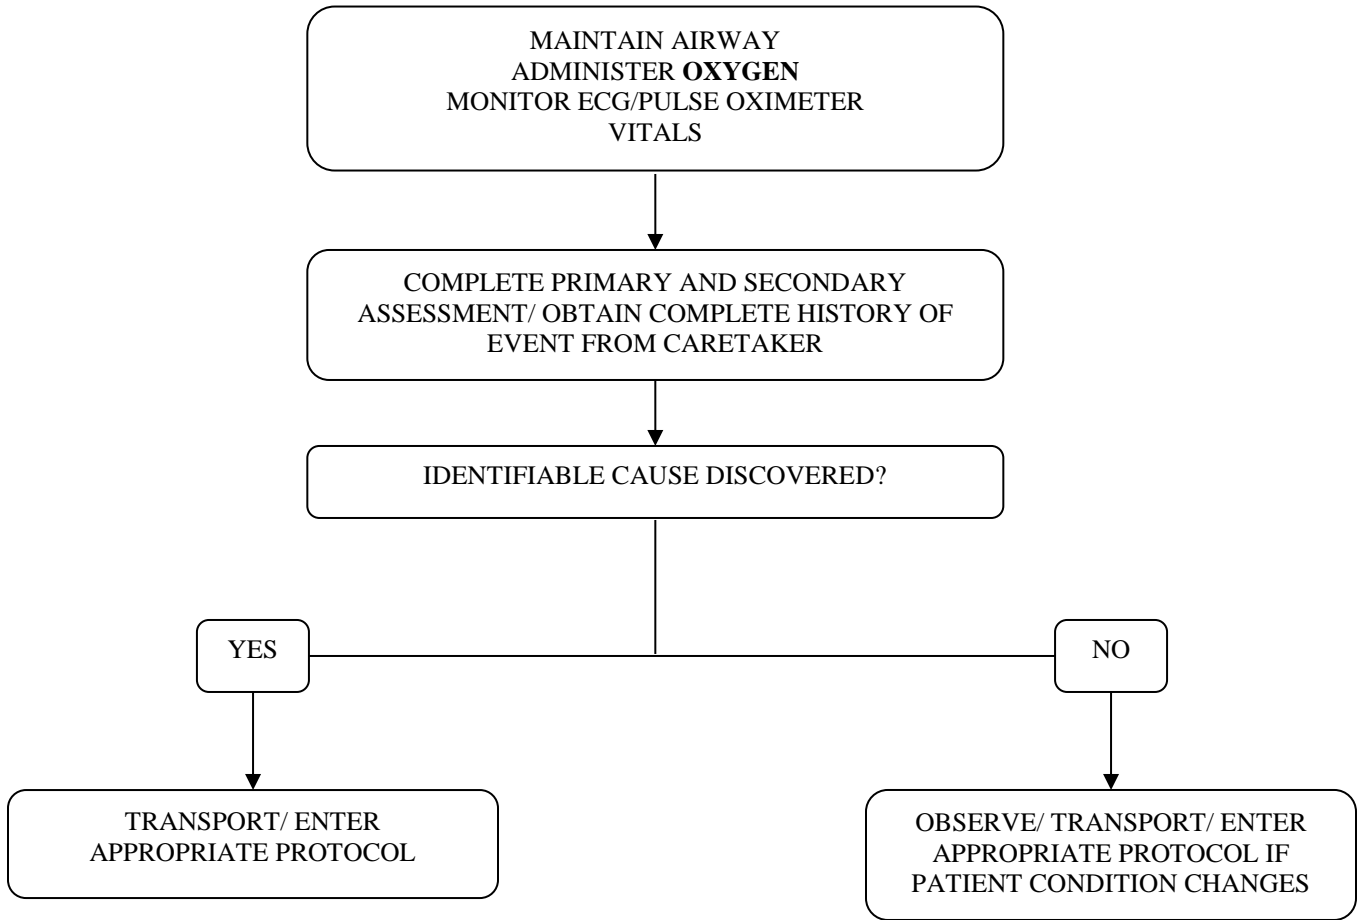 MAINTAIN AIRWAY
ADMINISTER OXYGEN
MONITOR ECG/PULSE OXIMETER
VITALS
COMPLETE PRIMARY AND SECONDARY
ASSESSMENT/ OBTAIN COMPLETE HISTORY OF
EVENT FROM CARETAKER
IDENTIFIABLE CAUSE DISCOVERED?
YES
NO
TRANSPORT/ ENTER
APPROPRIATE PROTOCOL
OBSERVE/ TRANSPORT/ ENTER
APPROPRIATE PROTOCOL IF
PATIENT CONDITION CHANGES